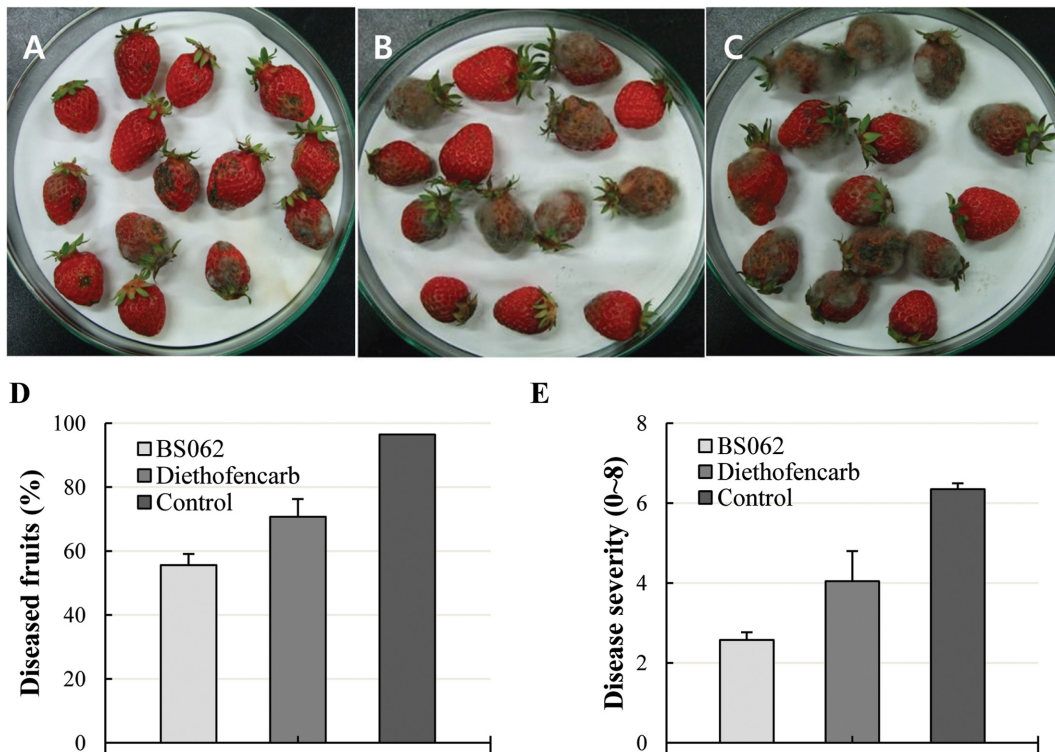 A
B
C
D
Diseased fruits (%)
100
80
60
40
20
0
BS062
Diethofencarb
Control
E
Disease severity (0~8)
8
6
4
2
0
BS062
Diethofencarb
Control